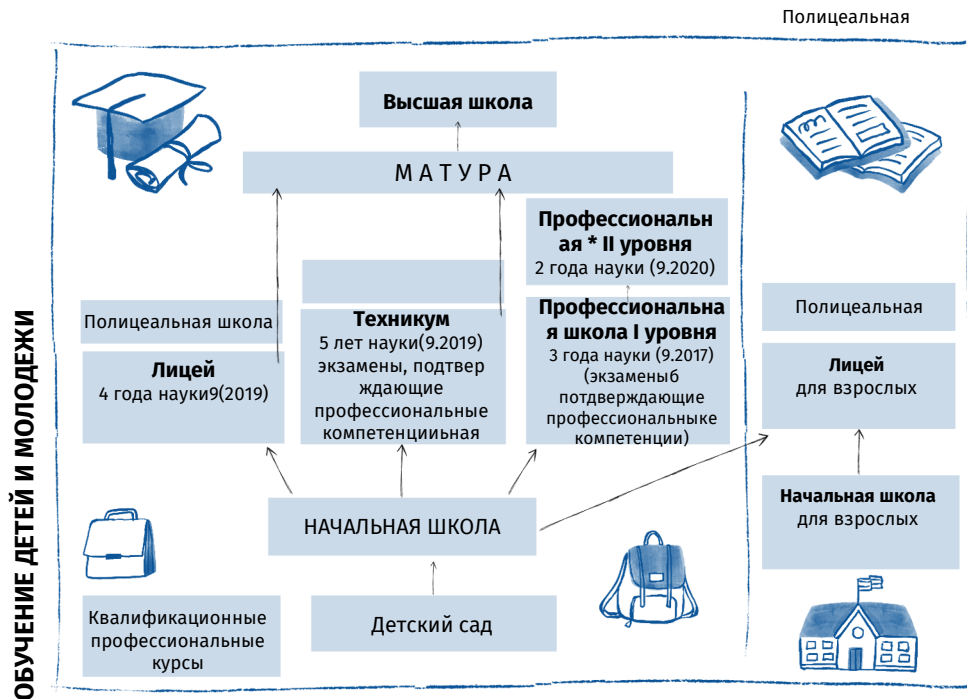 Полицеальная
ОБУЧЕНИЕ ДЕТЕЙ И МОЛОДЕЖИ
Высшая школа
МАТУРА
Профессиональн
ая * II уровня
2 года науки (9.2020)
Полицеальная школа
Лицей
4 года науки9(2019)
Техникум
5 лет науки(9.2019)
экзамены, подтвер
ждающие
профессиональные
компетенцииьная
Профессиональна
я школа I уровня
3 года науки (9.2017)
(экзаменыб
потдверждающие
профессиональныке
компетенции)
Полицеальная
Лицей
для взрослых
Начальная школа
для взрослых
НАЧАЛЬНАЯ ШКОЛА
Детский сад
Квалификационные
профессиональные
курсы